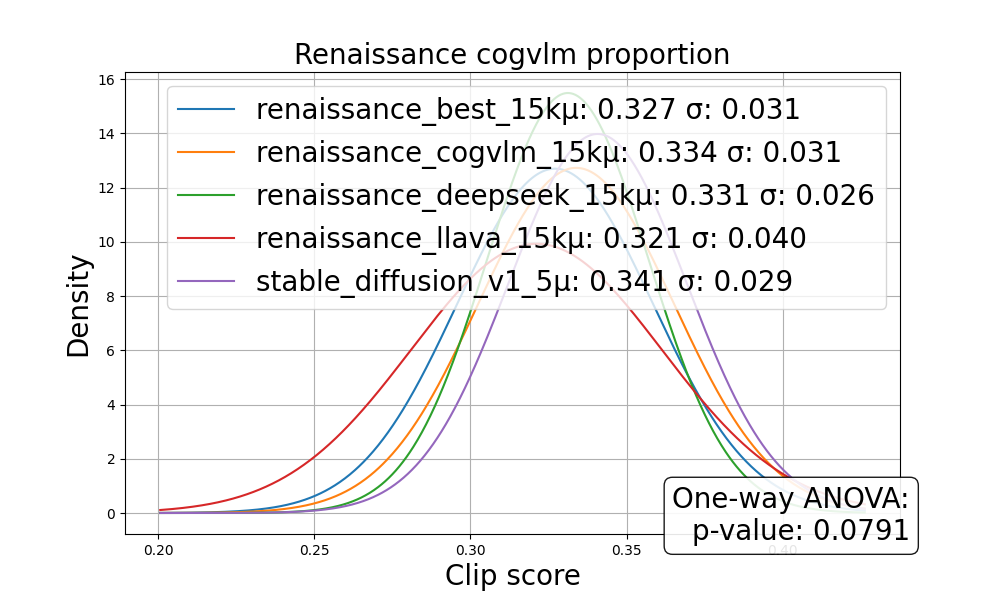 Renaissance cogvlm proportion
16
14
12
10
8
6
4
2
0
Density
renaissance_best_15kμ: 0.327 σ: 0.031
renaissance_cogvlm_15kμ: 0.334 σ: 0.031
renaissance_deepseek_15kμ: 0.331 σ: 0.026
renaissance_llava_15kμ: 0.321 σ: 0.040
stable_diffusion_v1_5μ: 0.341 σ: 0.029
One-way ANOVA:
p-value: 0.0791
0.20 0.25 0.30 0.35 0.40
Clip score